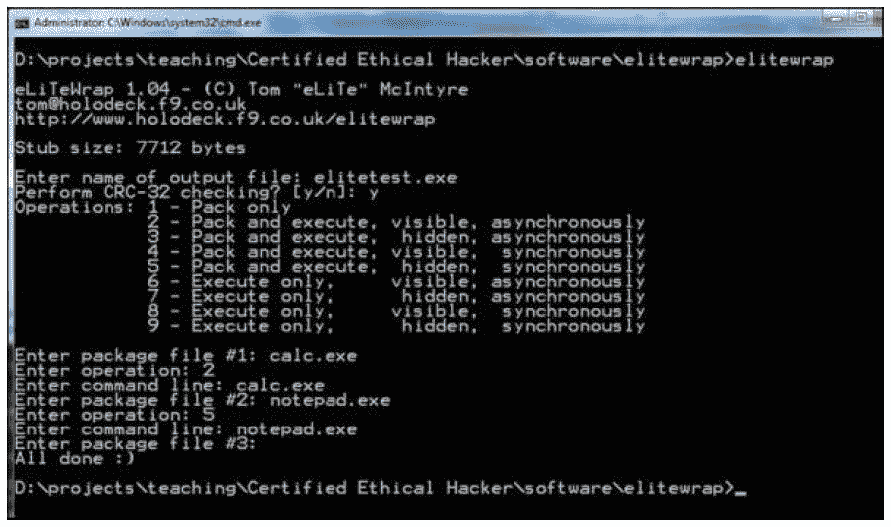 Administrator: C:\Windows\system32\cmd.exe
D:\projects\teaching\Certified Ethical Hacker\software\elitewrap>elitewrap
eLiTeWrap 1.04 - (C) Tom "eLiTe" McIntyre
tom@holodeck.f9.co.uk
http://www.holodeck.f9.co.uk/elitewrap
Stub size: 7712 bytes
Enter name of output file: elitetest.exe
Perform CRC-32 checking? [y/n]: y
Operations: 1 - Pack only
2 - Pack and execute, visible, asynchronously
3 - Pack and execute, hidden, asynchronously
4 - Pack and execute, visible, synchronously
5 - Pack and execute, hidden, synchronously
6 - Execute only, visible, asynchronously
7 - Execute only, hidden, asynchronously
8 - Execute only, visible, synchronously
9 - Execute only, hidden, synchronously
Enter package file #1: calc.exe
Enter operation: 2
Enter command line: calc.exe
Enter package file #2: notepad.exe
Enter operation: 5
Enter command line: notepad.exe
Enter package file #3:
All done :)
D:\projects\teaching\Certified Ethical Hacker\software\elitewrap>_